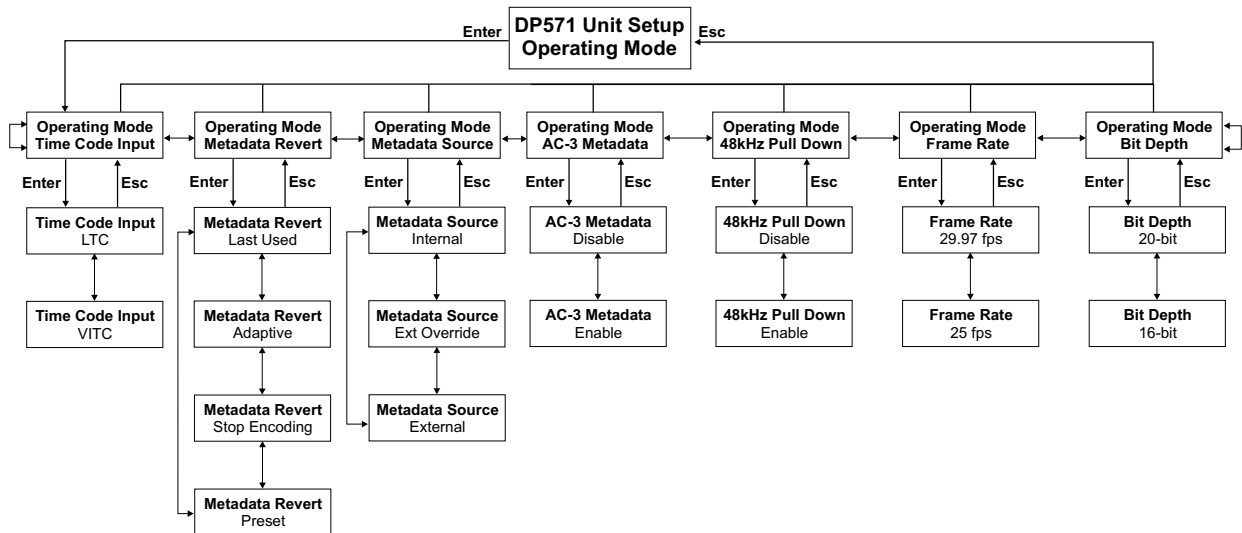 DP571 Unit Setup
Operating Mode
Enter
Esc
Operating Mode
Time Code Input
Operating Mode
Metadata Revert
Operating Mode
Metadata Source
Operating Mode
AC-3 Metadata
Operating Mode
48kHz Pull Down
Operating Mode
Frame Rate
Operating Mode
Bit Depth
Enter
Esc
Enter
Esc
Enter
Esc
Enter
Esc
Enter
Esc
Enter
Esc
Enter
Esc
Time Code Input
LTC
Metadata Revert
Last Used
Metadata Source
Internal
AC-3 Metadata
Disable
48kHz Pull Down
Disable
Frame Rate
29.97 fps
Bit Depth
20-bit
Time Code Input
VITC
Metadata Revert
Adaptive
Metadata Source
Ext Override
AC-3 Metadata
Enable
48kHz Pull Down
Enable
Frame Rate
25 fps
Bit Depth
16-bit
Metadata Revert
Stop Encoding
Metadata Source
External
Metadata Revert
Preset